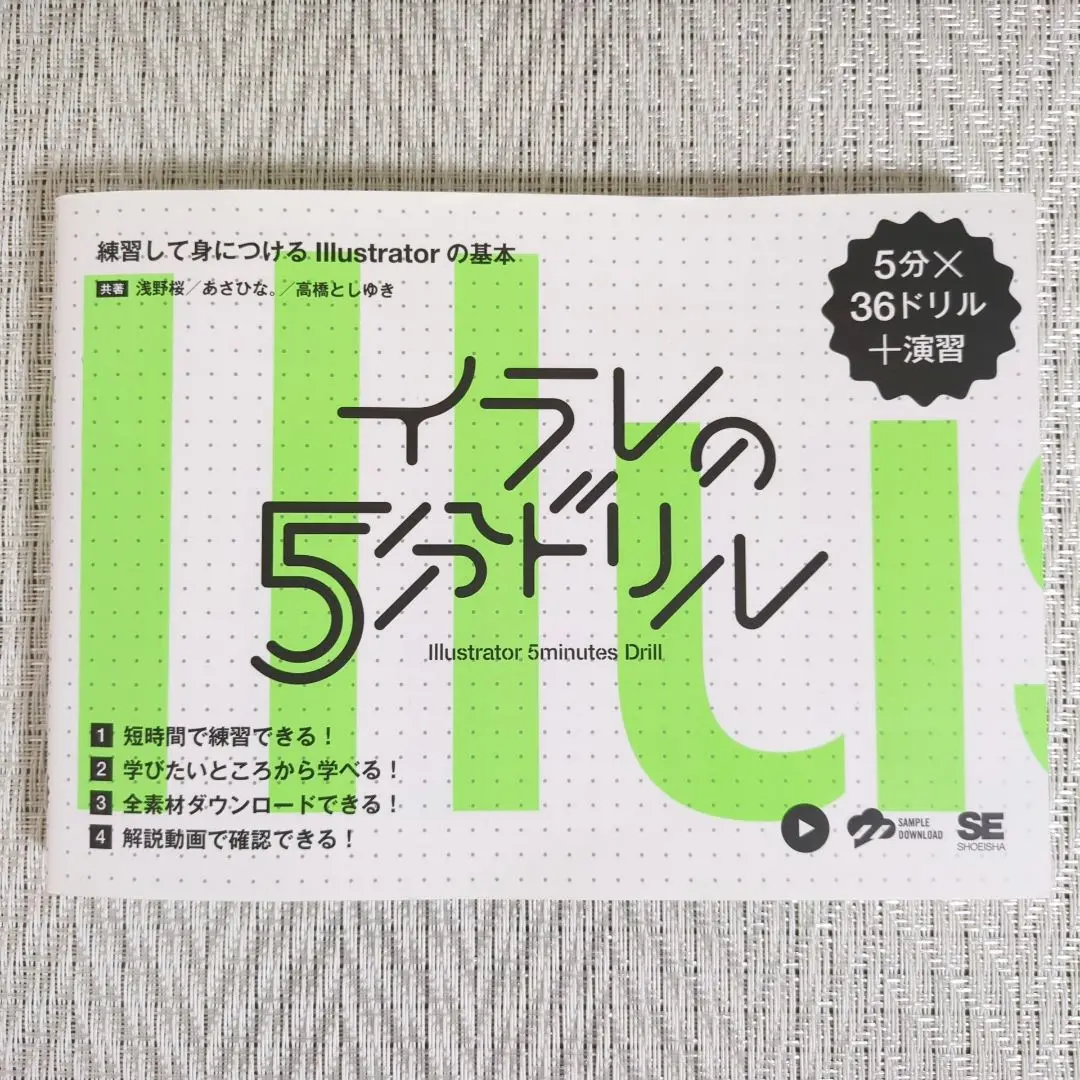 練習して身につける Illustrator の基本
共著 浅野桜／あさひな。／高橋としゆき
5分×
36ドリル
＋演習
イラレの
5分ドリル
Illustrator 5minutes Drill
1 短時間で練習できる！
2 学びたいところから学べる！
3 全素材ダウンロードできる！
4 解説動画で確認できる！
SAMPLE
DOWNLOAD
SE
SHOEISHA